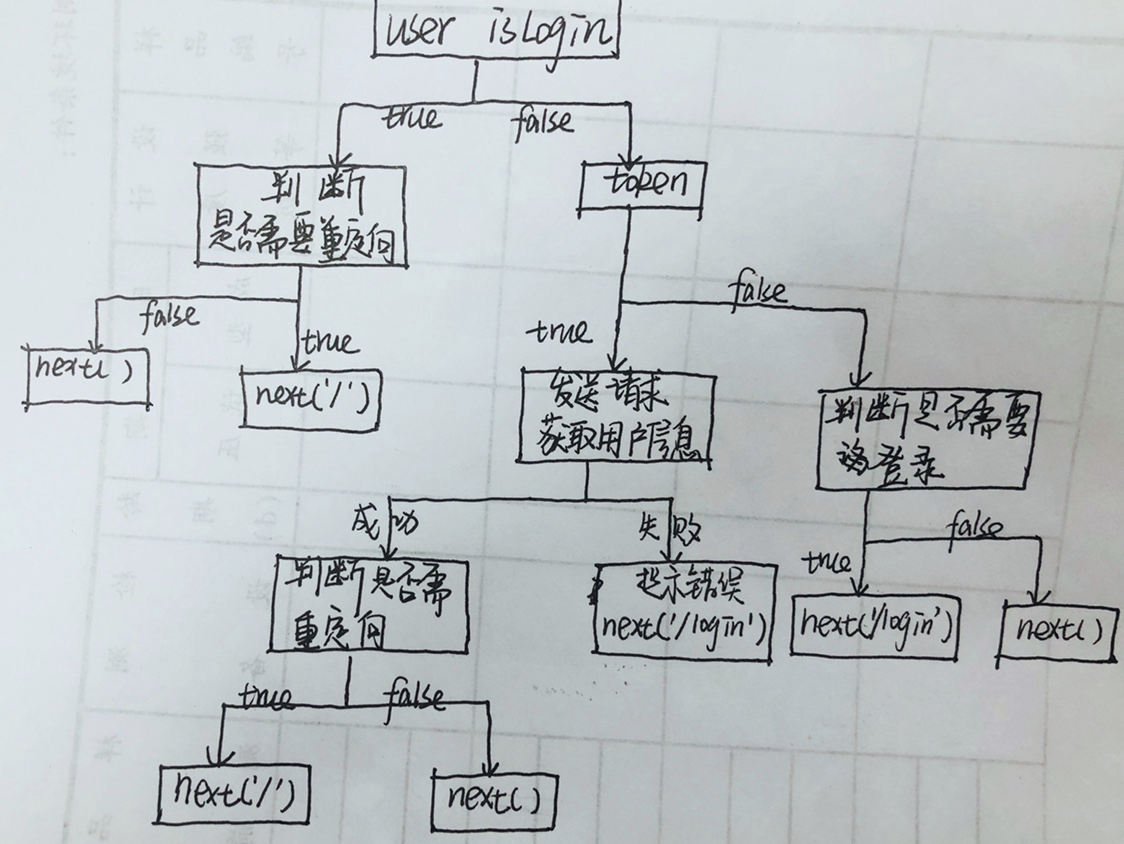 user isLogin
true
false
判断
是否需要重定向
token
false
true
next()
next('/')
true
false
发送请求
获取用户信息
判断是否需要
登录
成功
失败
判断是否需
重定向
提示错误
next('/login')
true
false
next('/login')
next()
true
false
next('/')
next()